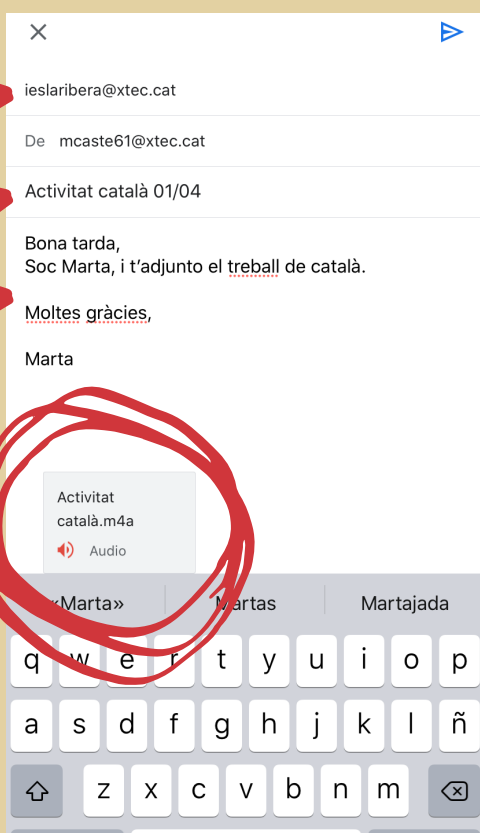 ieslaribera@xtec.cat
De mcaste61@xtec.cat
Activitat català 01/04
Bona tarda,
Soc Marta, i t’adjunto el treball de català.
Moltes gràcies,
Marta
Activitat
català.m4a
Audio
«Marta» Martas Martajada
q w e r t y u i o p
a s d f g h j k l ñ
z x c v b n m